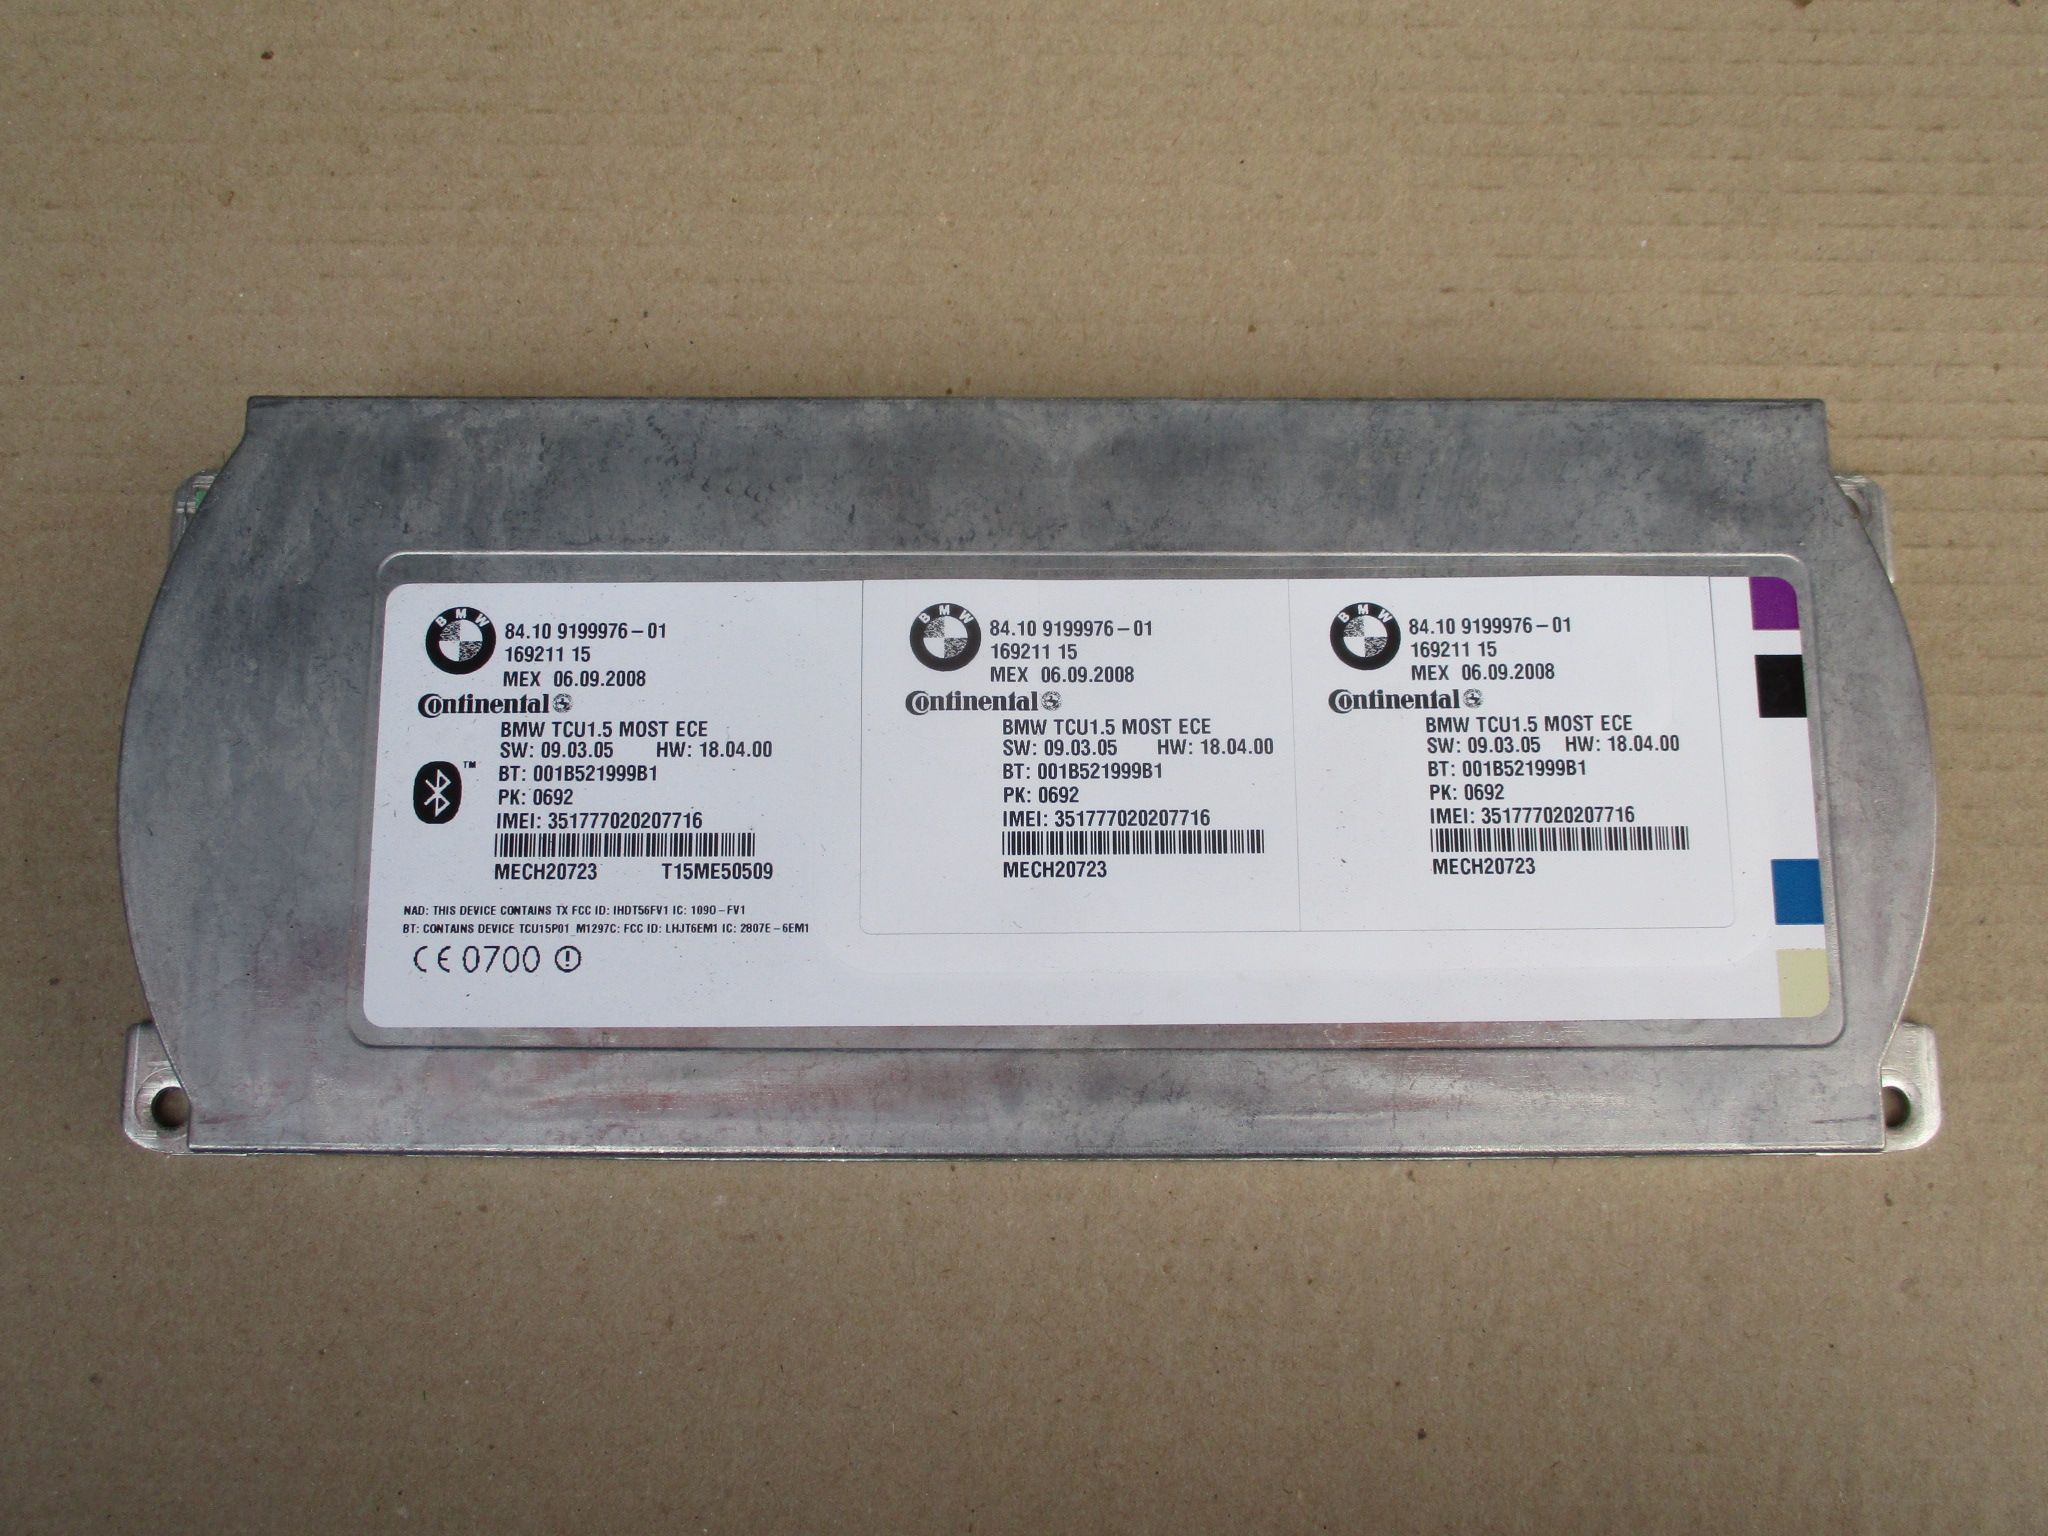 BMW
84.10 9199976-01
169211 15
MEX 06.09.2008
Continental
BMW TCU1.5 MOST ECE
SW: 09.03.05 HW: 18.04.00
™
BT: 001B521999B1
PK: 0692
IMEI: 351777020207716
MECH20723 T15ME50509
NAD: THIS DEVICE CONTAINS TX FCC ID: IHDT56FV1 IC: 109O-FV1
BT: CONTAINS DEVICE TCU15P01_M1297C: FCC ID: LHJT6EM1 IC: 2807E-6EM1
CE 0700
BMW
84.10 9199976-01
169211 15
MEX 06.09.2008
Continental
BMW TCU1.5 MOST ECE
SW: 09.03.05 HW: 18.04.00
BT: 001B521999B1
PK: 0692
IMEI: 351777020207716
MECH20723
BMW
84.10 9199976-01
169211 15
MEX 06.09.2008
Continental
BMW TCU1.5 MOST ECE
SW: 09.03.05 HW: 18.04.00
BT: 001B521999B1
PK: 0692
IMEI: 351777020207716
MECH20723